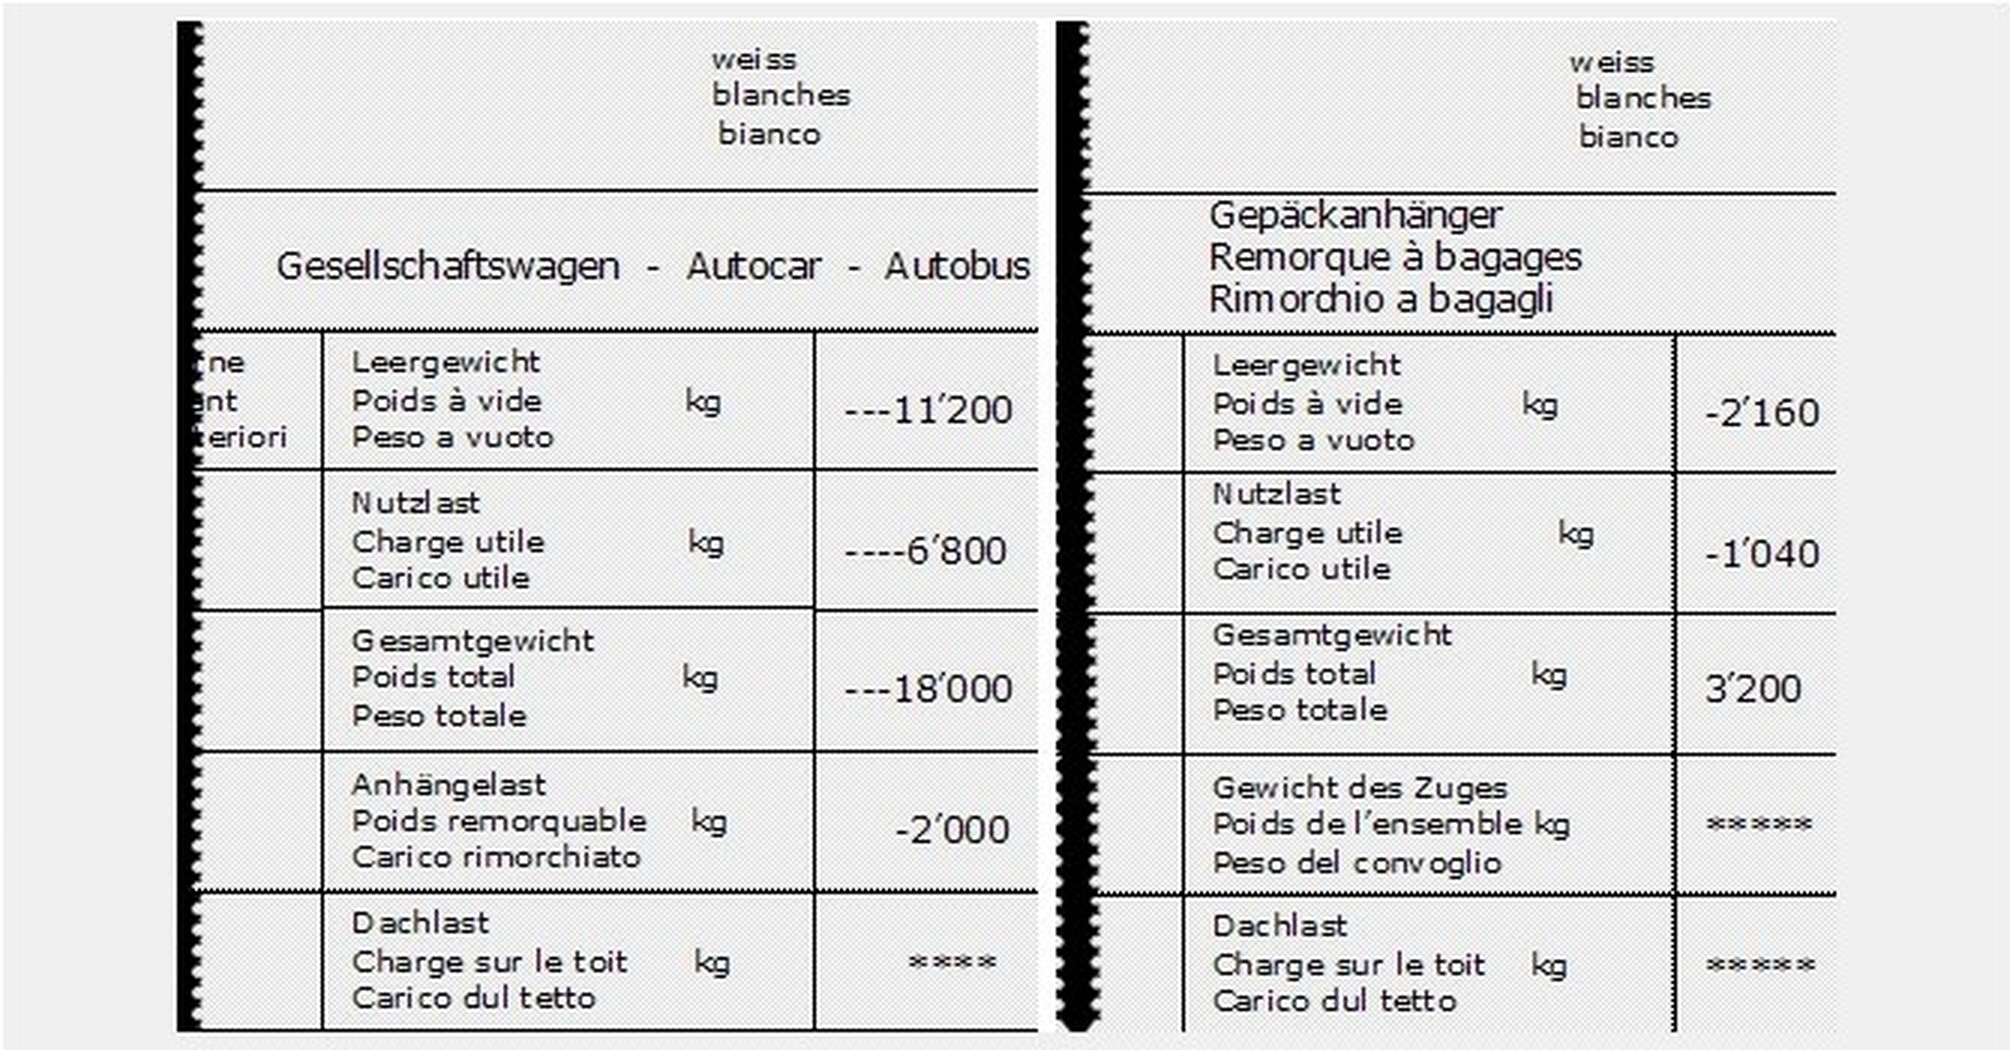 weiss
blanches
bianco
Gesellschaftswagen - Autocar - Autobus
ne
nt
eriori
Leergewicht
Poids à vide kg ---11′200
Peso a vuoto
Nutzlast
Charge utile kg ----6′800
Carico utile
Gesamtgewicht
Poids total kg ---18′000
Peso totale
Anhängelast
Poids remorquable kg -2′000
Carico rimorchiato
Dachlast
Charge sur le toit kg ****
Carico dul tetto
weiss
blanches
bianco
Gepäckanhänger
Remorque à bagages
Rimorchio a bagagli
Leergewicht
Poids à vide kg -2′160
Peso a vuoto
Nutzlast
Charge utile kg -1′040
Carico utile
Gesamtgewicht
Poids total kg 3′200
Peso totale
Gewicht des Zuges
Poids de l'ensemble kg *****
Peso del convoglio
Dachlast
Charge sur le toit kg *****
Carico dul tetto